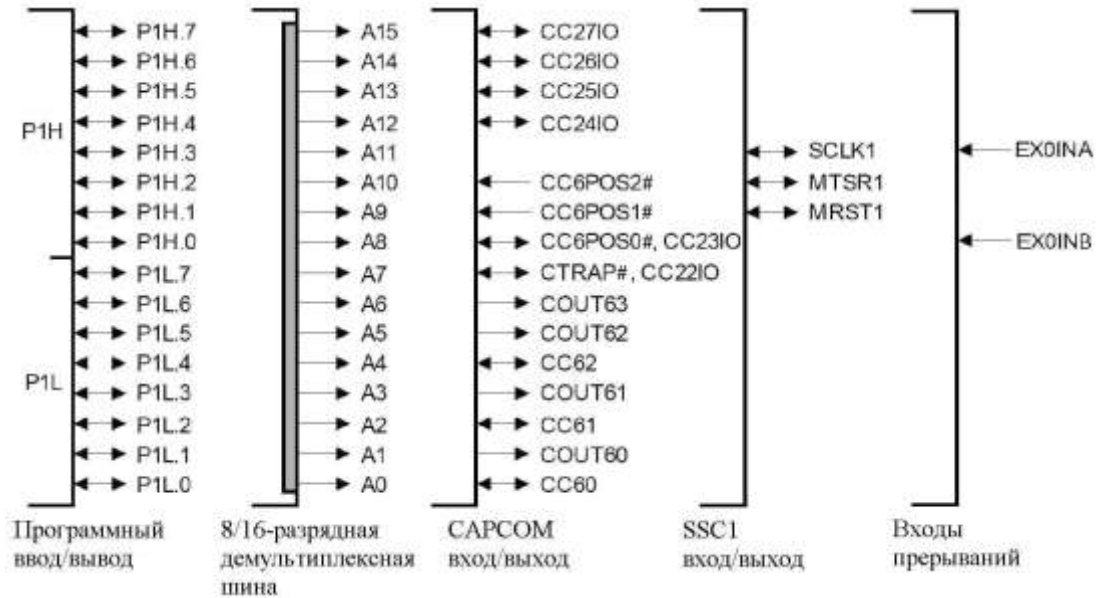 P1H
P1L
P1H.7
P1H.6
P1H.5
P1H.4
P1H.3
P1H.2
P1H.1
P1H.0
P1L.7
P1L.6
P1L.5
P1L.4
P1L.3
P1L.2
P1L.1
P1L.0
Программный
ввод/вывод
A15
A14
A13
A12
A11
A10
A9
A8
A7
A6
A5
A4
A3
A2
A1
A0
8/16-разрядная
демультиплексная
шина
CC27IO
CC26IO
CC25IO
CC24IO
CC6POS2#
CC6POS1#
CC6POS0#, CC23IO
CTRAP#, CC22IO
COUT63
COUT62
CC62
COUT61
CC61
COUT60
CC60
CAPCOM
вход/выход
SCLK1
MTSR1
MRST1
SSC1
вход/выход
EX0INA
EX0INB
Входы
прерываний